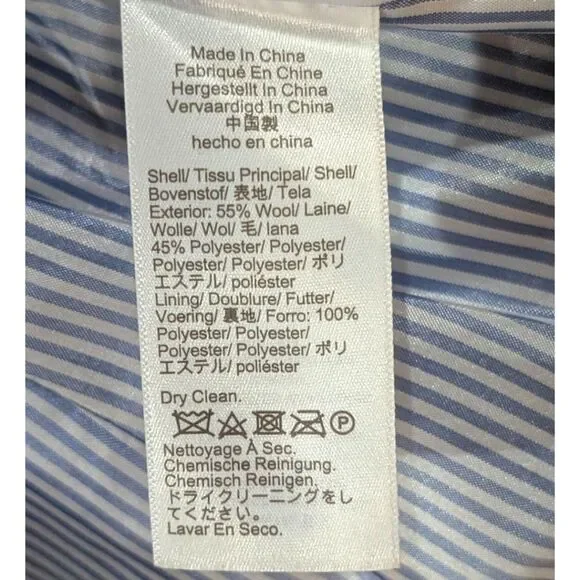 Made In China
Fabriqué En Chine
Hergestellt In China
Vervaardigd In China
中国製
hecho en china
Shell/ Tissu Principal/ Shell/
Bovenstof/ 表地/ Tela
Exterior: 55% Wool/ Laine/
Wolle/ Wol/ 毛/ lana
45% Polyester/ Polyester/
Polyester/ Polyester/ ポリ
エステル/ poliéster
Lining/ Doublure/ Futter/
Voering/ 裏地/ Forro: 100%
Polyester/ Polyester/
Polyester/ Polyester/ ポリ
エステル/ poliéster
Dry Clean.
P
Nettoyage À Sec.
Chemische Reinigung.
Chemisch Reinigen.
ドライクリーニングをし
てください。
Lavar En Seco.